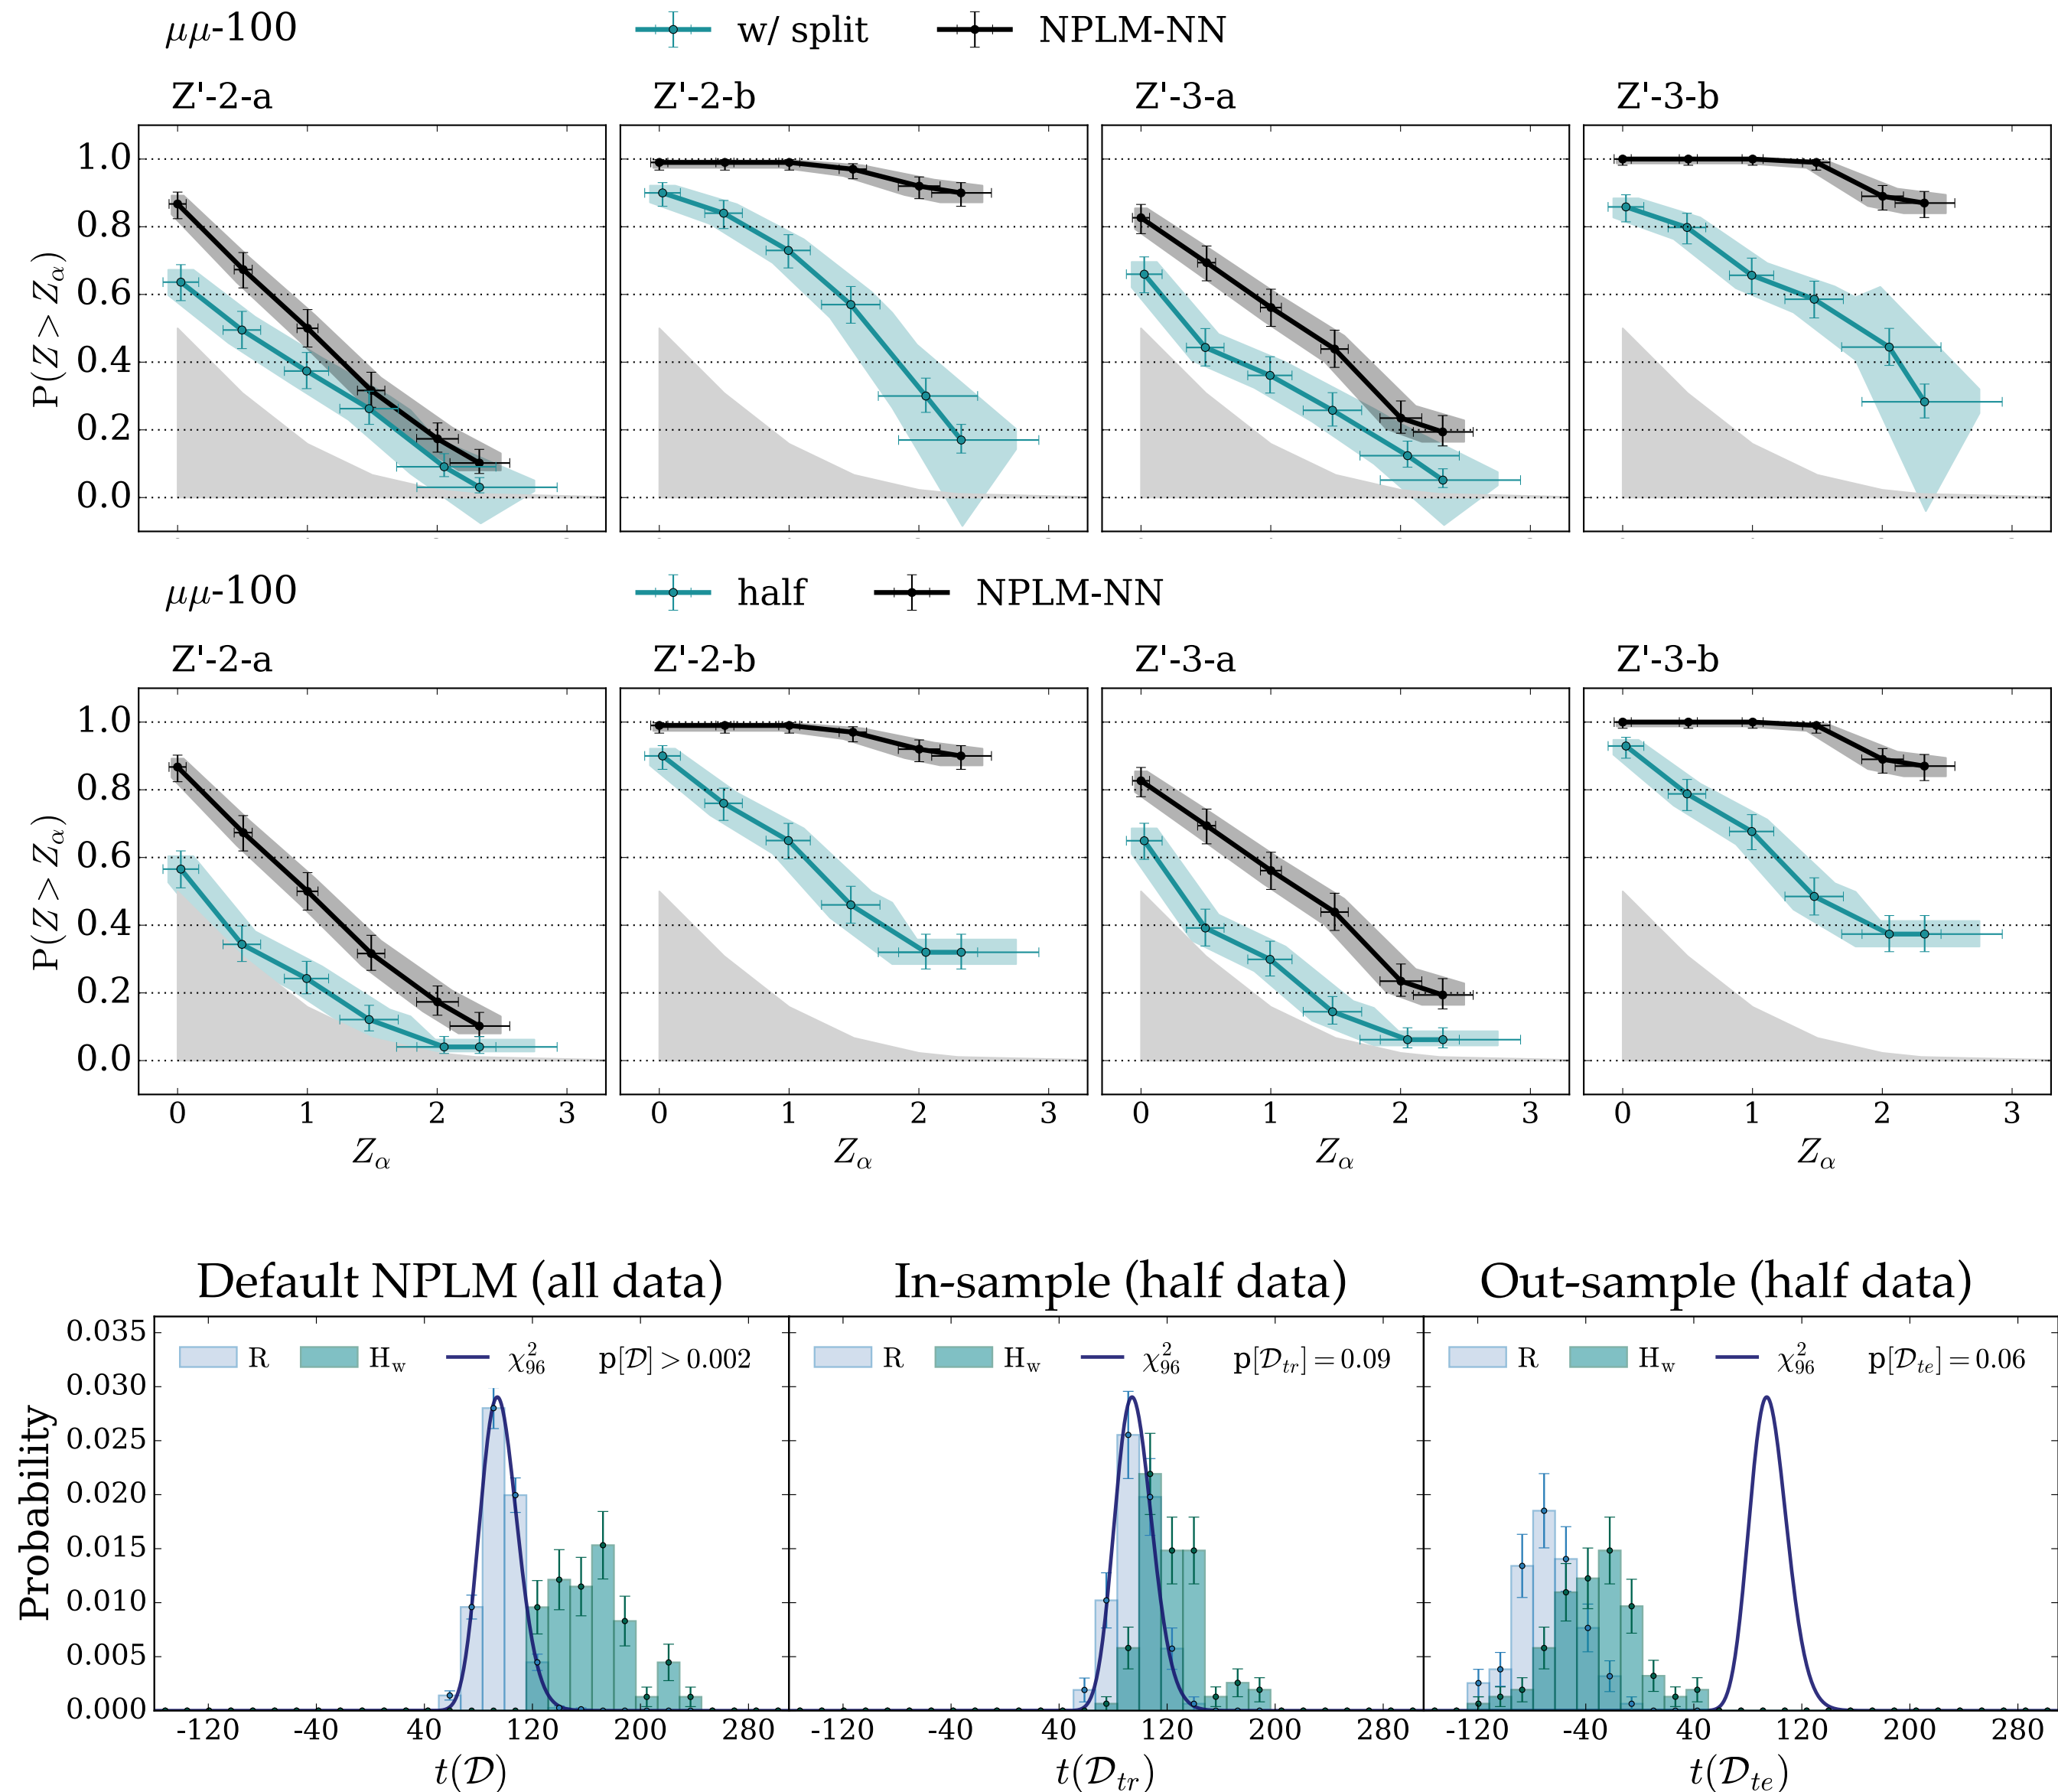 μμ-100 w/ split NPLM-NN
Z'-2-a Z'-2-b Z'-3-a Z'-3-b
P(Z > Z_α)
1.0
0.8
0.6
0.4
0.2
0.0
μμ-100 half NPLM-NN
Z'-2-a Z'-2-b Z'-3-a Z'-3-b
P(Z > Z_α)
1.0
0.8
0.6
0.4
0.2
0.0
0 1 2 3 0 1 2 3 0 1 2 3 0 1 2 3
Z_α Z_α Z_α Z_α
Default NPLM (all data) In-sample (half data) Out-sample (half data)
R H_w χ²₉₆ p[𝒟] > 0.002 R H_w χ²₉₆ p[𝒟_tr] = 0.09 R H_w χ²₉₆ p[𝒟_te] = 0.06
Probability
0.035
0.030
0.025
0.020
0.015
0.010
0.005
0.000
-120 -40 40 120 200 280 -120 -40 40 120 200 280 -120 -40 40 120 200 280
t(𝒟) t(𝒟_tr) t(𝒟_te)